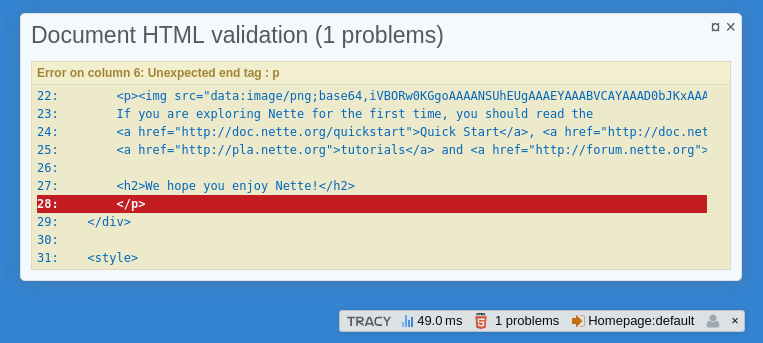 Document HTML validation (1 problems)
¤ ×
Error on column 6: Unexpected end tag : p
22: <p><img src="data:image/png;base64,iVBORw0KGgoAAAANSUhEUgAAAEYAAABVCAYAAAD0bJKxAAA
23: If you are exploring Nette for the first time, you should read the
24: <a href="http://doc.nette.org/quickstart">Quick Start</a>, <a href="http://doc.net
25: <a href="http://pla.nette.org">tutorials</a> and <a href="http://forum.nette.org">
26:
27: <h2>We hope you enjoy Nette!</h2>
28: </p>
29: </div>
30:
31: <style>
TRACY 49.0 ms 1 problems Homepage:default ×